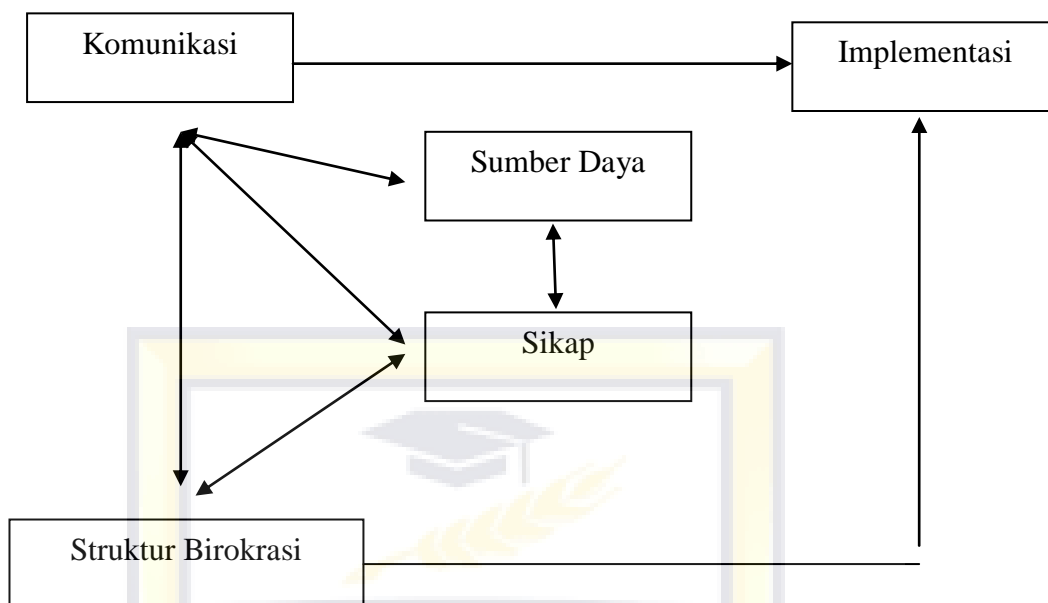 Komunikasi
Implementasi
Sumber Daya
Sikap
Struktur Birokrasi